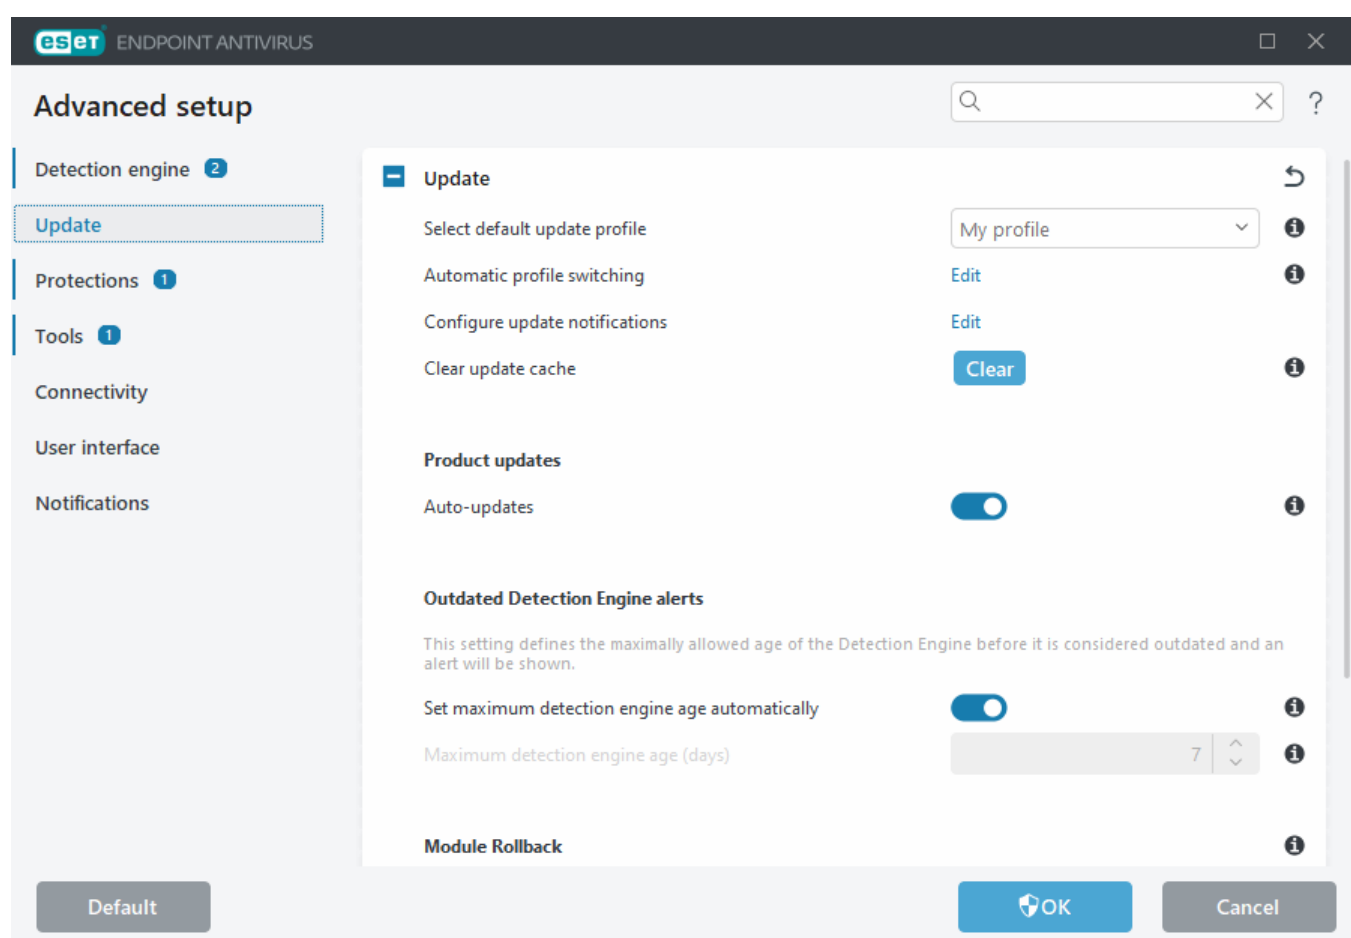 eset ENDPOINT ANTIVIRUS
Advanced setup
?
Detection engine 2
Update
Protections 1
Tools 1
Connectivity
User interface
Notifications
Update
Select default update profile My profile
Automatic profile switching Edit
Configure update notifications Edit
Clear update cache Clear
Product updates
Auto-updates
Outdated Detection Engine alerts
This setting defines the maximally allowed age of the Detection Engine before it is considered outdated and an
alert will be shown.
Set maximum detection engine age automatically
Maximum detection engine age (days) 7
Module Rollback
Default OK Cancel